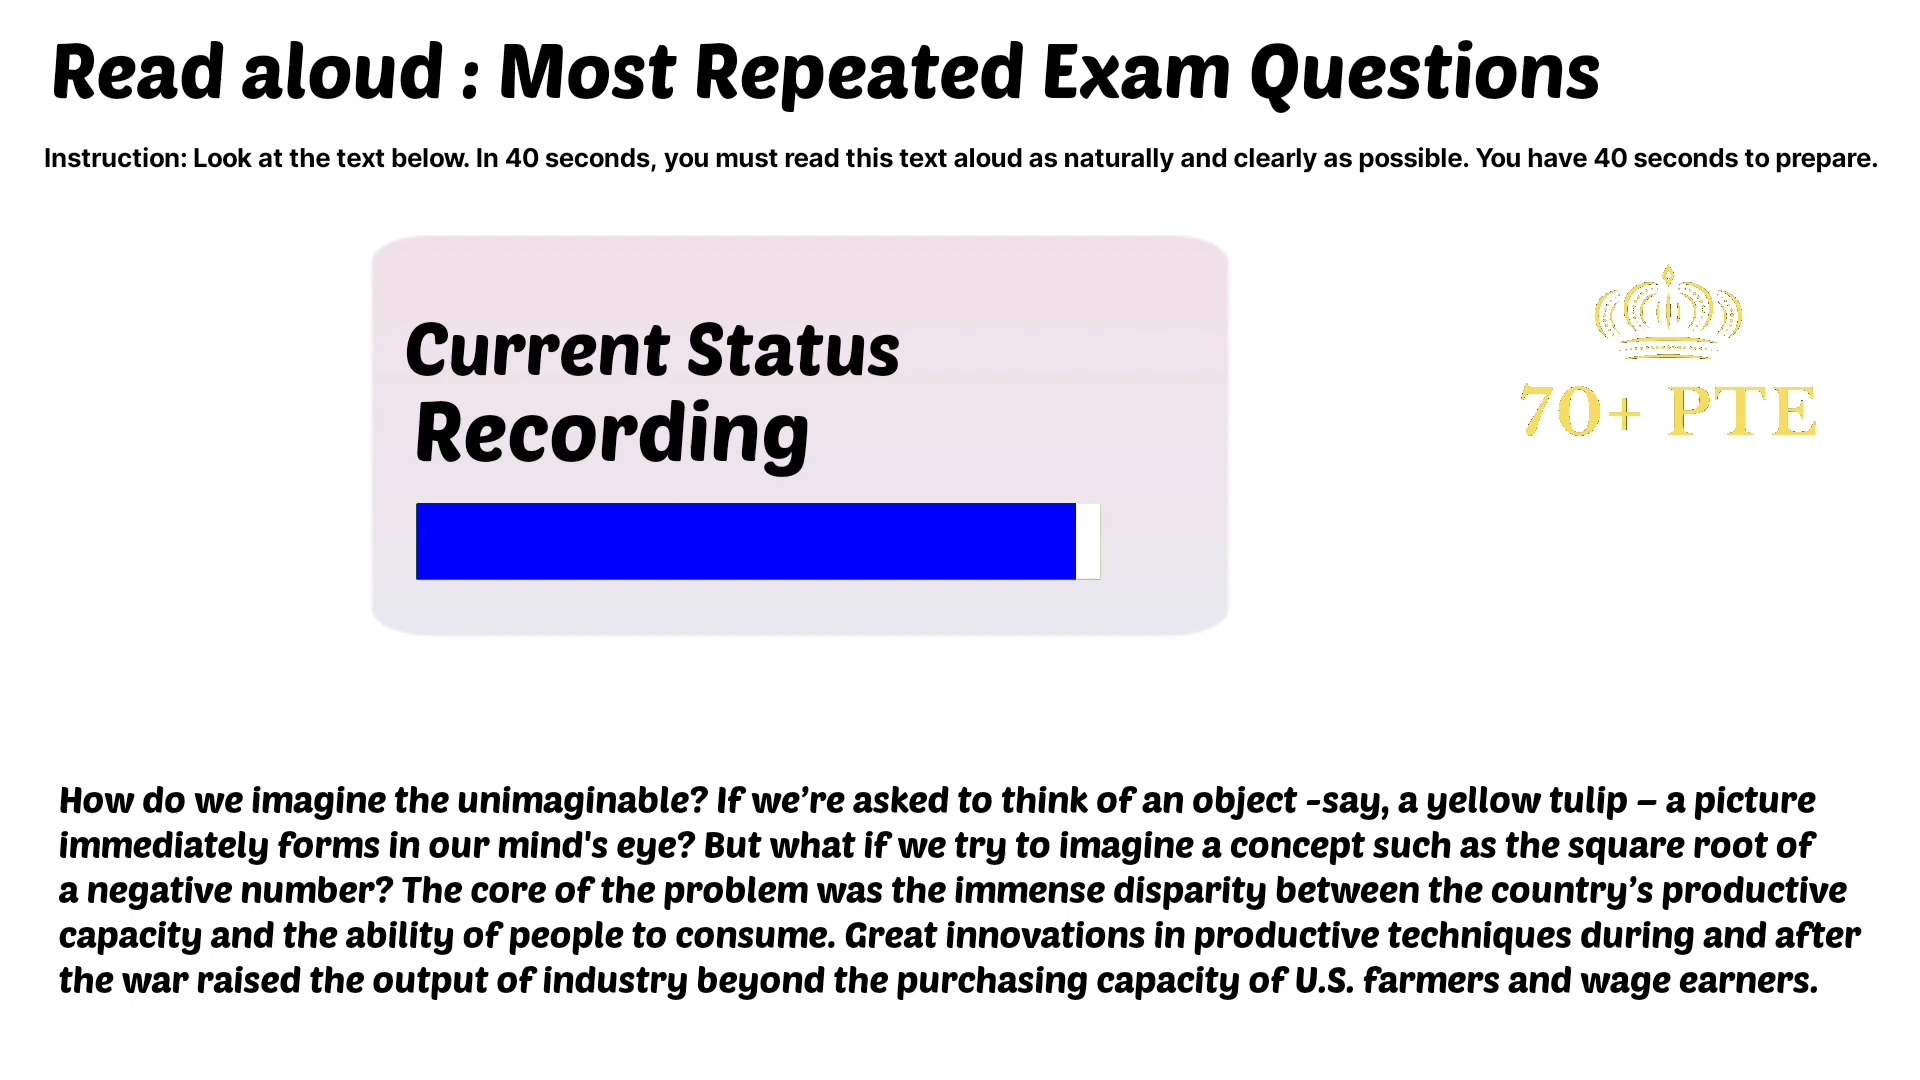 Read aloud : Most Repeated Exam Questions
Instruction: Look at the text below. In 40 seconds, you must read this text aloud as naturally and clearly as possible. You have 40 seconds to prepare.
Current Status
Recording
70+ PTE
How do we imagine the unimaginable? If we’re asked to think of an object -say, a yellow tulip – a picture
immediately forms in our mind's eye? But what if we try to imagine a concept such as the square root of
a negative number? The core of the problem was the immense disparity between the country’s productive
capacity and the ability of people to consume. Great innovations in productive techniques during and after
the war raised the output of industry beyond the purchasing capacity of U.S. farmers and wage earners.